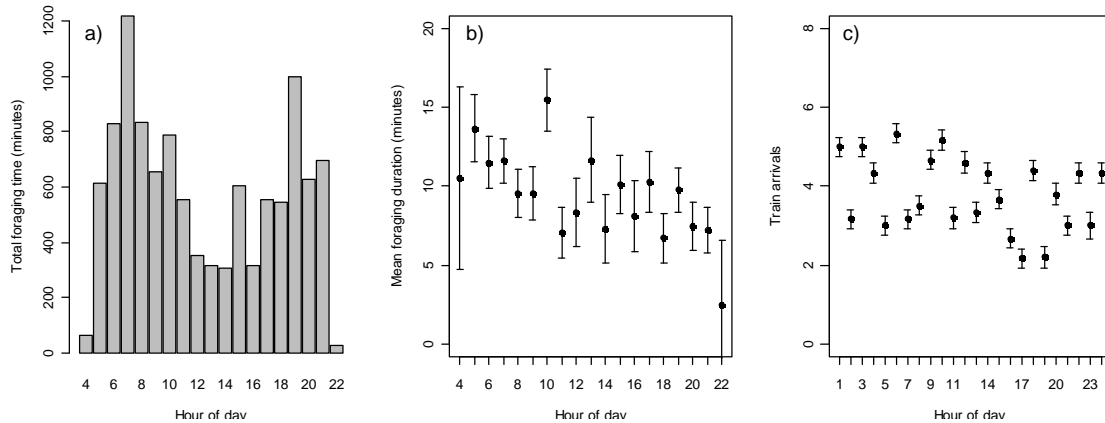 a)
Total foraging time (minutes)
1200
1000
800
600
400
200
0
4 6 8 10 12 14 16 18 20 22
Hour of day
b)
Mean foraging duration (minutes)
20
15
10
5
0
4 6 8 10 12 14 16 18 20 22
Hour of day
c)
Train arrivals
8
6
4
2
0
1 3 5 7 9 11 14 17 20 23
Hour of day